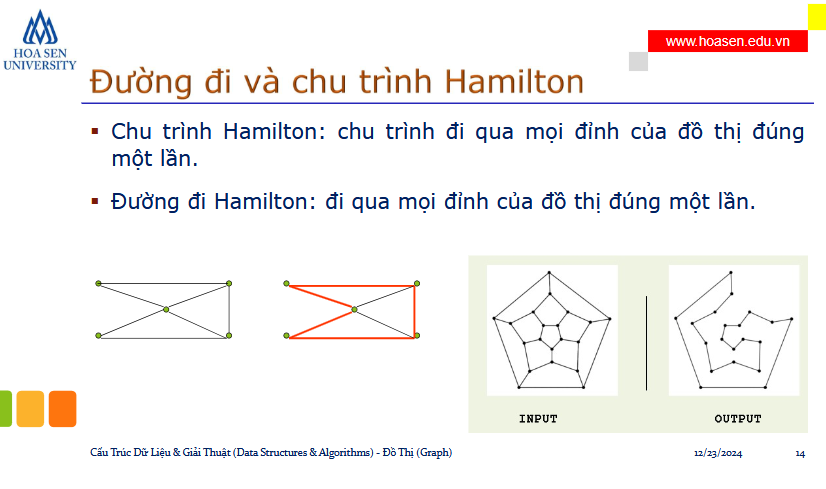 HOA SEN
UNIVERSITY
www.hoasen.edu.vn
Đường đi và chu trình Hamilton
▪ Chu trình Hamilton: chu trình đi qua mọi đỉnh của đồ thị đúng
một lần.
▪ Đường đi Hamilton: đi qua mọi đỉnh của đồ thị đúng một lần.
INPUT
OUTPUT
Cấu Trúc Dữ Liệu & Giải Thuật (Data Structures & Algorithms) - Đồ Thị (Graph)
12/23/2024
14